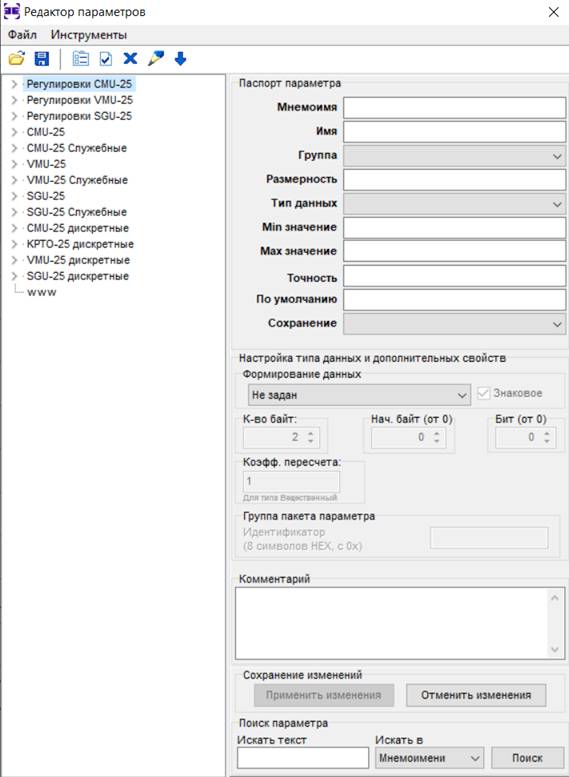 Редактор параметров
Файл Инструменты
Регулировки CMU-25
Регулировки VMU-25
Регулировки SGU-25
CMU-25
CMU-25 Служебные
VMU-25
VMU-25 Служебные
SGU-25
SGU-25 Служебные
CMU-25 дискретные
КРТО-25 дискретные
VMU-25 дискретные
SGU-25 дискретные
www
Паспорт параметра
Мнемоимя
Имя
Группа
Размерность
Тип данных
Min значение
Max значение
Точность
По умолчанию
Сохранение
Настройка типа данных и дополнительных свойств
Формирование данных
Не задан Знаковое
К-во байт: Нач. байт (от 0) Бит (от 0)
2 0 0
Коэфф. пересчета:
1
Для типа Вещественный
Группа пакета параметра
Идентификатор
(8 символов HEX, с 0x)
Комментарий
Сохранение изменений
Применить изменения Отменить изменения
Поиск параметра
Искать текст Искать в
Мнемоимени Поиск